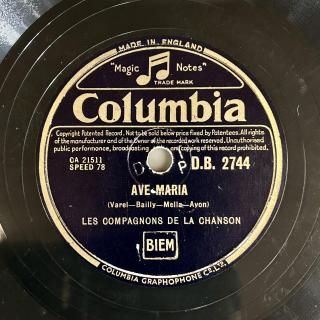 MADE IN ENGLAND
"Magic Notes"
TRADE MARK
Columbia
Copyright Patented Record. Not to be sold below price fixed by Patentees. All rights
of the manufacturer and of the Owner of the recorded work reserved. Unauthorised
public performance, broadcasting and copying of this record prohibited.
CA 21511
SPEED 78
D.B. 2744
AVE MARIA
(Varel—Bailly—Mella—Avon)
LES COMPAGNONS DE LA CHANSON
BIEM
COLUMBIA GRAPHOPHONE Co., LTD.